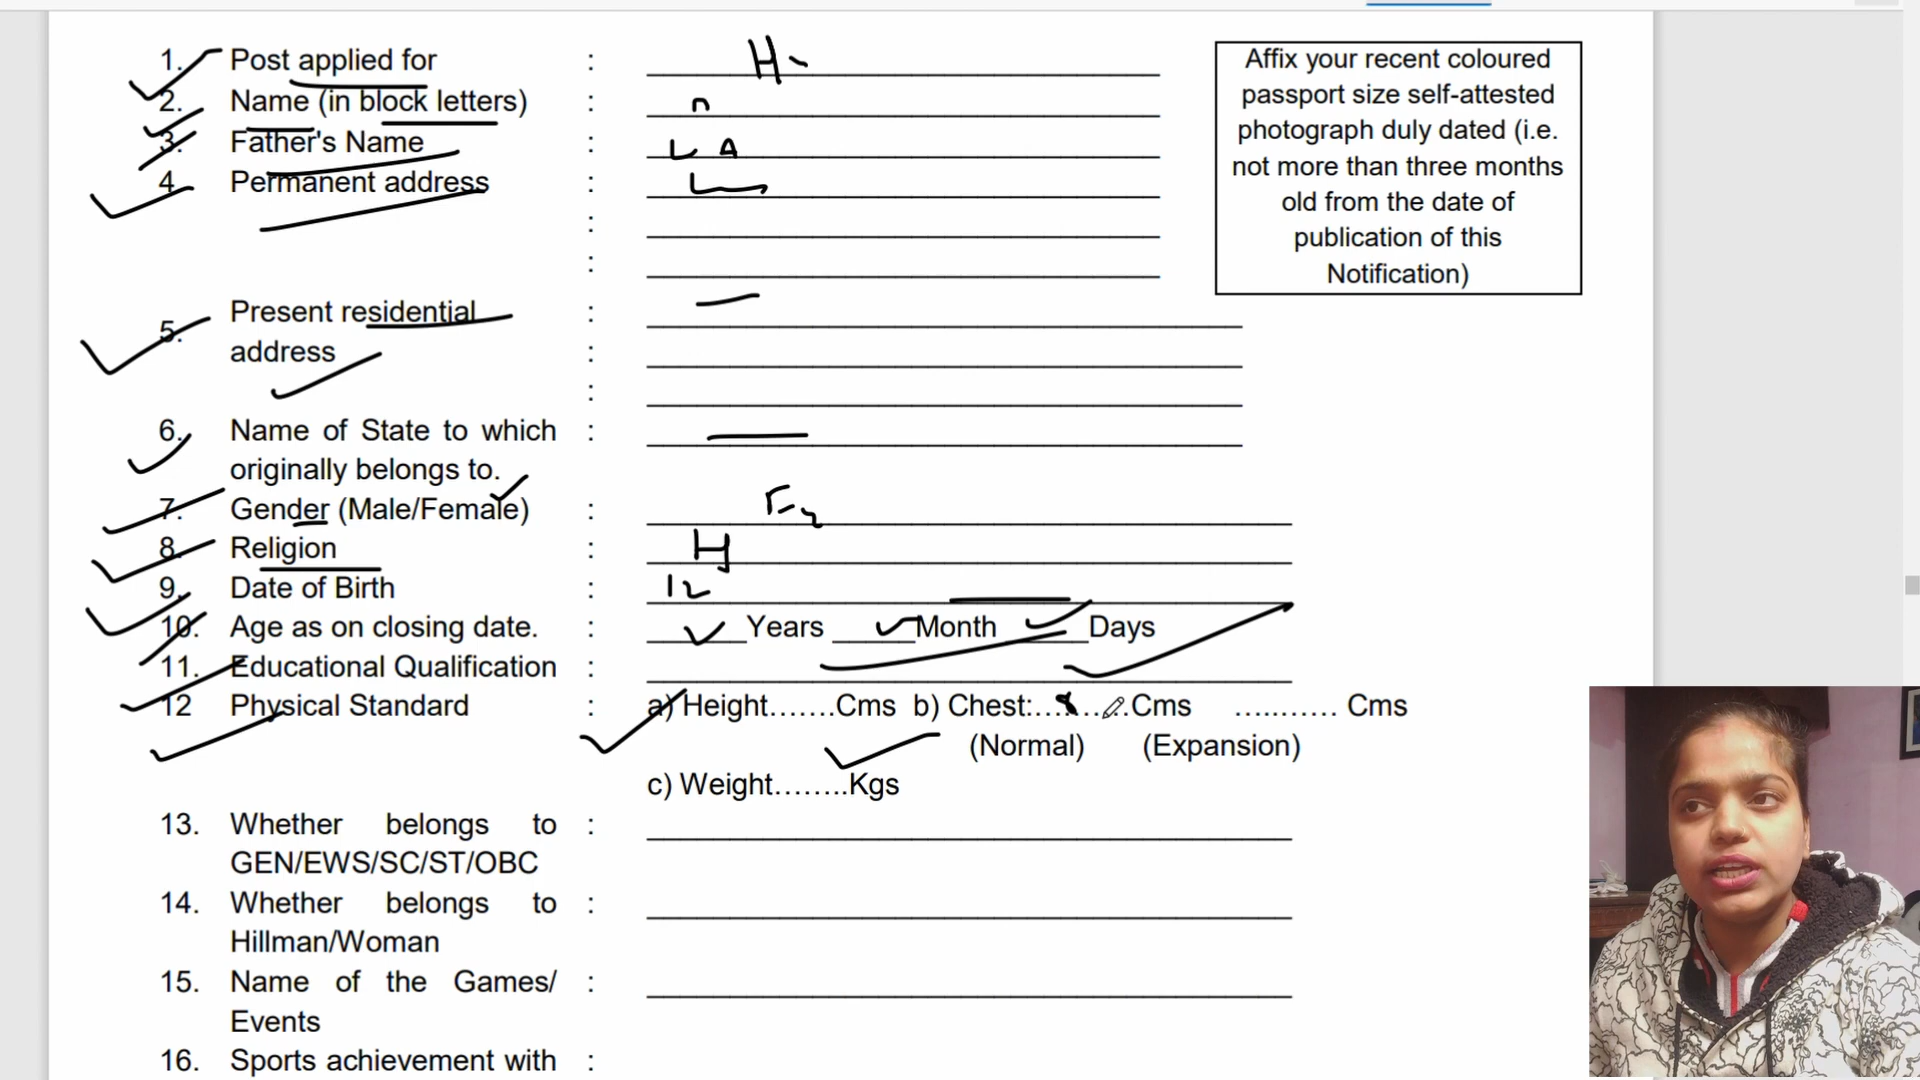 1. Post applied for : H
2. Name (in block letters) : n
3. Father's Name : L A
4. Permanent address :
:
:
5. Present residential :
address :
:
6. Name of State to which :
originally belongs to.
7. Gender (Male/Female) :
8. Religion : H
9. Date of Birth : 12
10. Age as on closing date. : ______Years ______Month ______Days
11. Educational Qualification :
12 Physical Standard : a) Height.......Cms b) Chest:..........Cms ........... Cms
(Normal) (Expansion)
c) Weight........Kgs
13. Whether belongs to :
GEN/EWS/SC/ST/OBC
14. Whether belongs to :
Hillman/Woman
15. Name of the Games/ :
Events
16. Sports achievement with :
Affix your recent coloured
passport size self-attested
photograph duly dated (i.e.
not more than three months
old from the date of
publication of this
Notification)